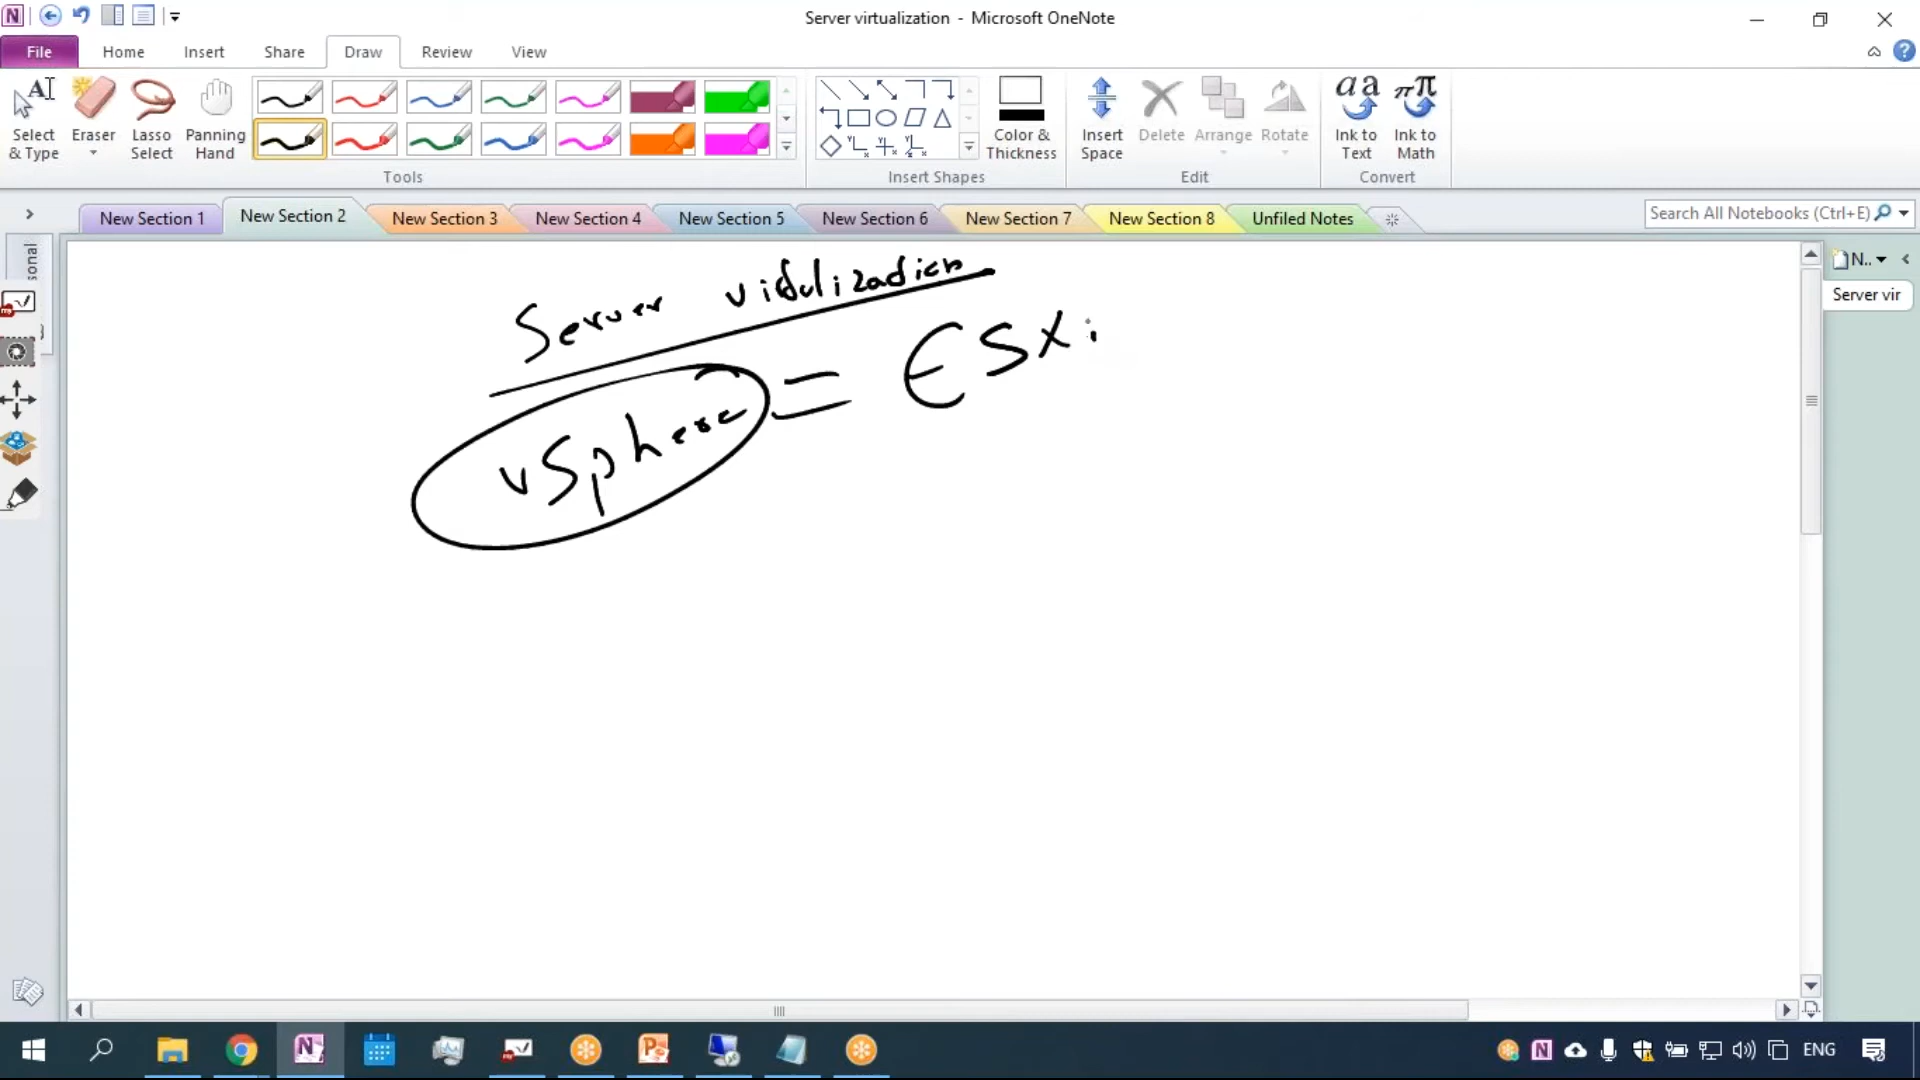 Server virtualization - Microsoft OneNote
File Home Insert Share Draw Review View
Select & Type
Eraser
Lasso Select
Panning Hand
Color & Thickness
Insert Space
Delete
Arrange
Rotate
Ink to Text
Ink to Math
Tools
Insert Shapes
Edit
Convert
New Section 1 New Section 2 New Section 3 New Section 4 New Section 5 New Section 6 New Section 7 New Section 8 Unfiled Notes
Search All Notebooks (Ctrl+E)
sonal
N..
Server vir
Server
vSphere = ESXi
ENG